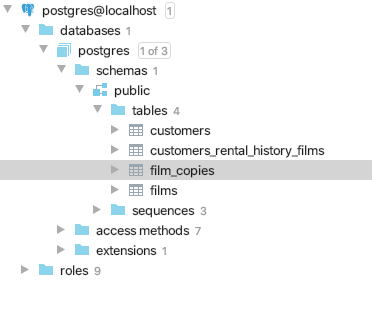 postgres@localhost 1
databases 1
postgres 1 of 3
schemas 1
public
tables 4
customers
customers_rental_history_films
film_copies
films
sequences 3
access methods 7
extensions 1
roles 9